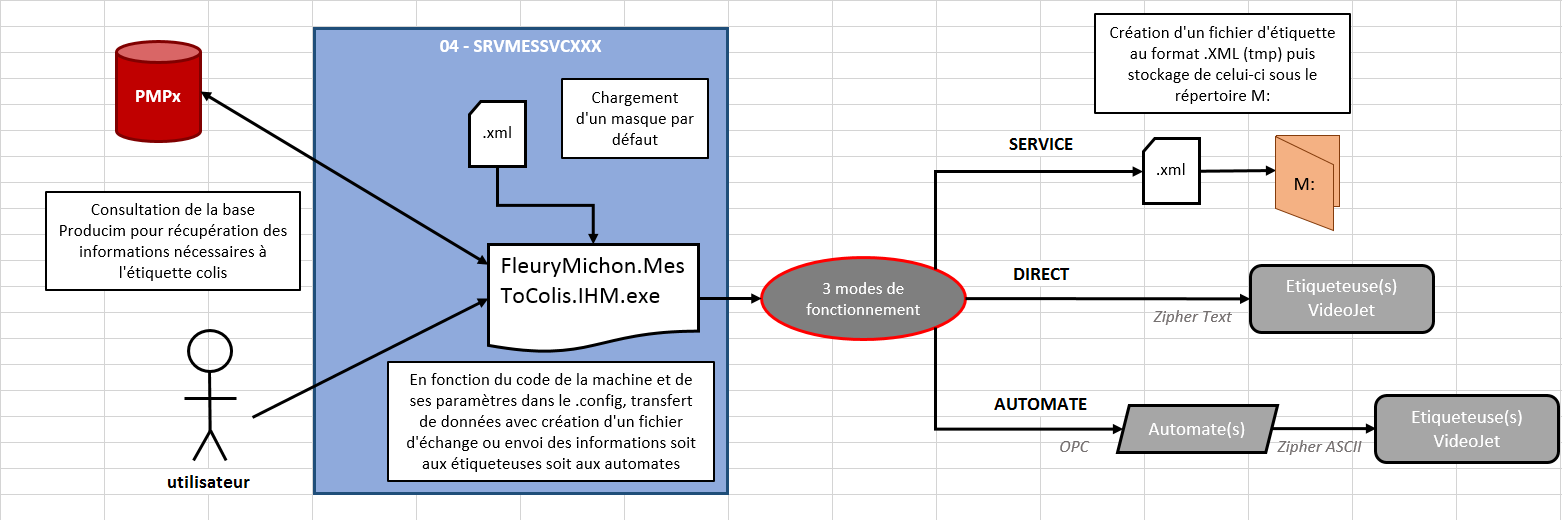 04 - SRVMESSVCXXX
PMPx
.xml
Chargement
d'un masque par
défaut
Consultation de la base
Producim pour récupération des
informations nécessaires à
l'étiquette colis
FleuryMichon.Mes
ToColis.IHM.exe
utilisateur
En fonction du code de la machine et de
ses paramètres dans le .config, transfert
de données avec création d'un fichier
d'échange ou envoi des informations soit
aux étiqueteuses soit aux automates
3 modes de
fonctionnement
Création d'un fichier d'étiquette
au format .XML (tmp) puis
stockage de celui-ci sous le
répertoire M:
SERVICE
.xml
M:
DIRECT
Zipher Text
Etiqueteuse(s)
VideoJet
AUTOMATE
OPC
Automate(s)
Zipher ASCII
Etiqueteuse(s)
VideoJet